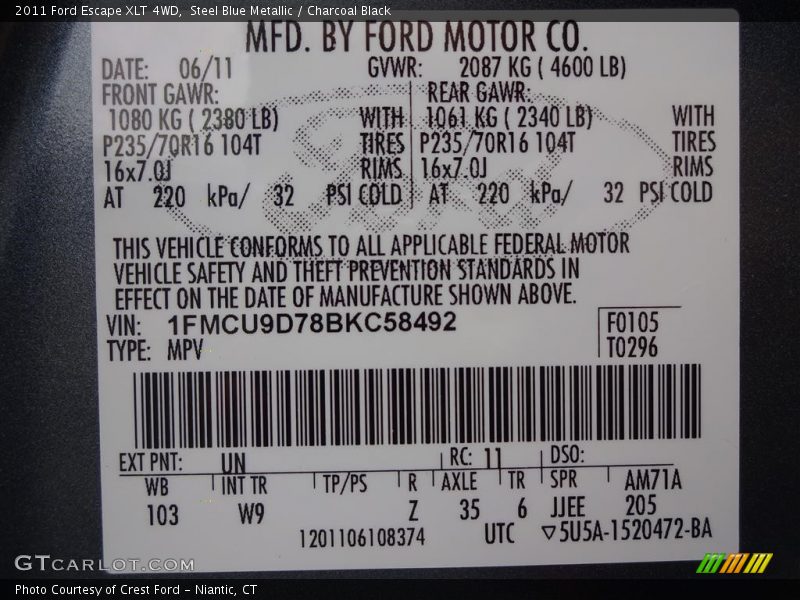 2011 Ford Escape XLT 4WD, Steel Blue Metallic / Charcoal Black
MFD. BY FORD MOTOR CO.
DATE: 06/11 GVWR: 2087 KG ( 4600 LB)
FRONT GAWR: REAR GAWR:
1080 KG ( 2380 LB) WITH 1061 KG ( 2340 LB) WITH
P235/70R16 104T TIRES P235/70R16 104T TIRES
16x7.0J RIMS 16x7.0J RIMS
AT 220 kPa/ 32 PSI COLD AT 220 kPa/ 32 PSI COLD
Ford
THIS VEHICLE CONFORMS TO ALL APPLICABLE FEDERAL MOTOR
VEHICLE SAFETY AND THEFT PREVENTION STANDARDS IN
EFFECT ON THE DATE OF MANUFACTURE SHOWN ABOVE.
VIN: 1FMCU9D78BKC58492 F0105
TYPE: MPV T0296
EXT PNT: UN RC: 11 DSO:
WB INT TR TP/PS R AXLE TR SPR AM71A
103 W9 Z 35 6 JJEE 205
1201106108374 UTC ▽5U5A-1520472-BA
GTCARLOT.COM
Photo Courtesy of Crest Ford - Niantic, CT